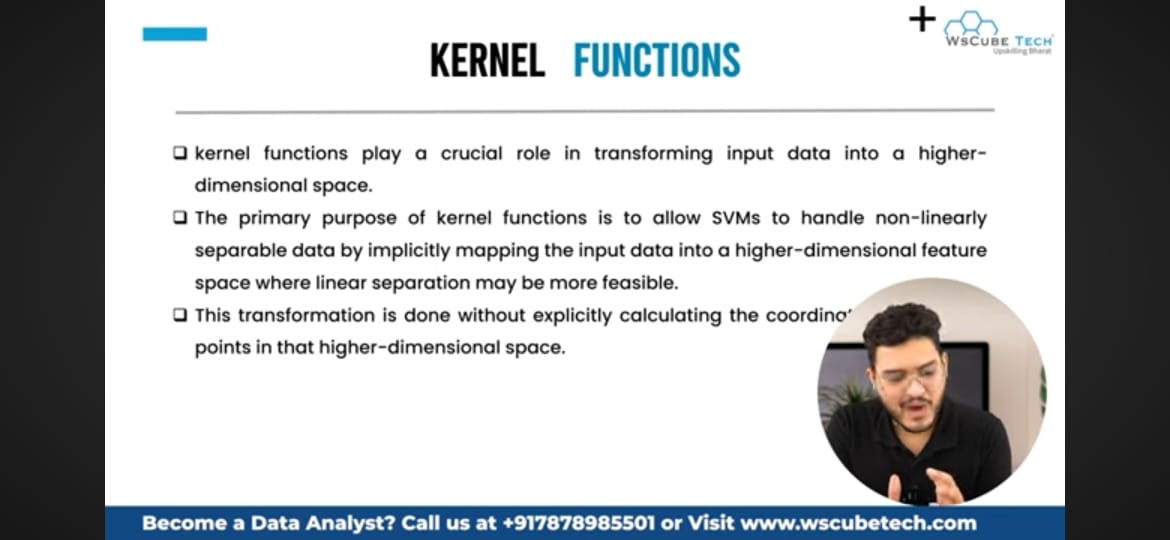 WsCube Tech
Upskilling Bharat
KERNEL FUNCTIONS
❑ kernel functions play a crucial role in transforming input data into a higher-
dimensional space.
❑ The primary purpose of kernel functions is to allow SVMs to handle non-linearly
separable data by implicitly mapping the input data into a higher-dimensional feature
space where linear separation may be more feasible.
❑ This transformation is done without explicitly calculating the
points in that higher-dimensional space.
Become a Data Analyst? Call us at +917878985501 or Visit www.wscubetech.com